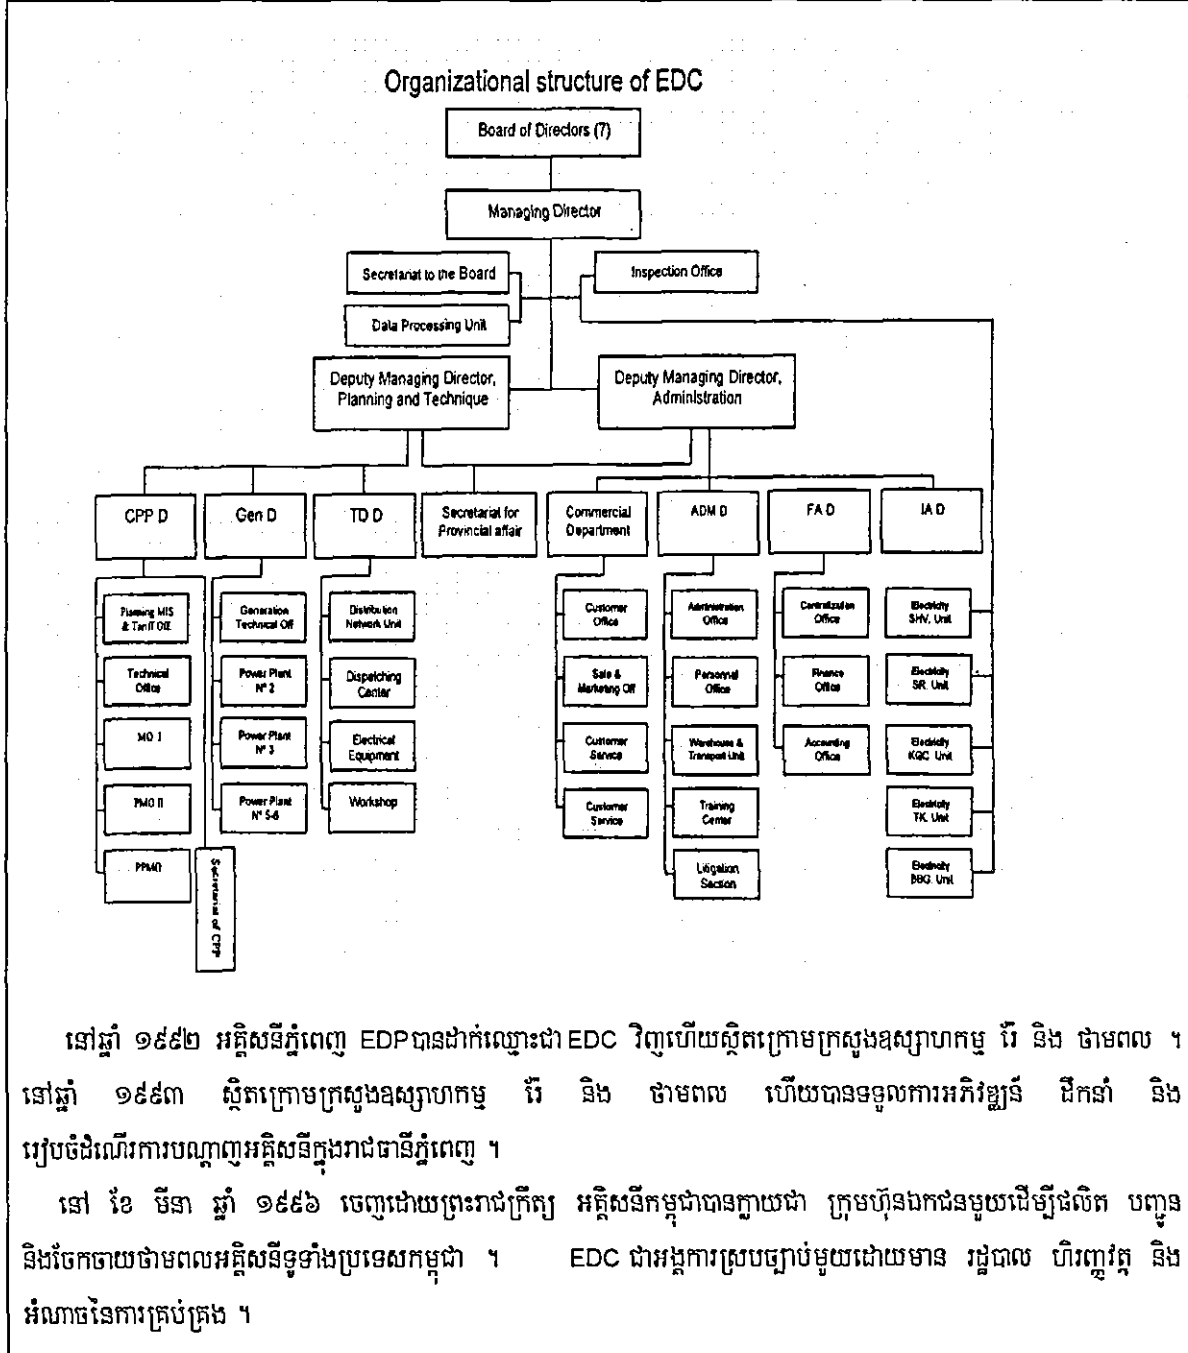 Organizational structure of EDC
Board of Directors (7)
Managing Director
Secretariat to the Board
Inspection Office
Data Processing Unit
Deputy Managing Director,
Planning and Technique
Deputy Managing Director,
Administration
CPP D
Gen D
TD D
Secretariat for
Provincial affair
Commercial
Department
ADM D
FA D
IA D
Planning MIS
& Tariff Off.
Technical
Office
MO I
PMO II
PPMO
Secretariat of CPP
Generation
Technical Off
Power Plant
N° 2
Power Plant
N° 3
Power Plant
N° 5-6
Distribution
Network Unit
Dispatching
Center
Electrical
Equipment
Workshop
Customer
Office
Sale &
Marketing Off
Customer
Service
Customer
Service
Administration
Office
Personnel
Office
Warehouse &
Transport Unit
Training
Center
Litigation
Section
Centralization
Office
Finance
Office
Accounting
Office
Electricity
SHV. Unit
Electricity
SR. Unit
Electricity
KQC. Unit
Electricity
TK. Unit
Electricity
BBG. Unit
នៅឆ្នាំ ១៩៩២ អគ្គិសនីភ្នំពេញ EDPបានដាក់ឈ្មោះជា EDC វិញហើយស្ថិតក្រោមក្រសួងឧស្សាហកម្ម រ៉ែ និង ថាមពល ។
នៅឆ្នាំ ១៩៩៣ ស្ថិតក្រោមក្រសួងឧស្សាហកម្ម រ៉ែ និង ថាមពល ហើយបានទទួលការអភិវឌ្ឍន៍ ដឹកនាំ និង
រៀបចំដំណើរការបណ្តាញអគ្គិសនីក្នុងរាជធានីភ្នំពេញ ។
នៅ ខែ មីនា ឆ្នាំ ១៩៩៦ ចេញដោយព្រះរាជក្រឹត្យ អគ្គិសនីកម្ពុជាបានក្លាយជា ក្រុមហ៊ុនឯកជនមួយដើម្បីផលិត បញ្ជូន
និងចែកចាយថាមពលអគ្គិសនីទូទាំងប្រទេសកម្ពុជា ។ EDC ជាអង្គការស្របច្បាប់មួយដោយមាន រដ្ឋបាល ហិរញ្ញវត្ថុ និង
អំណាចនៃការគ្រប់គ្រង ។